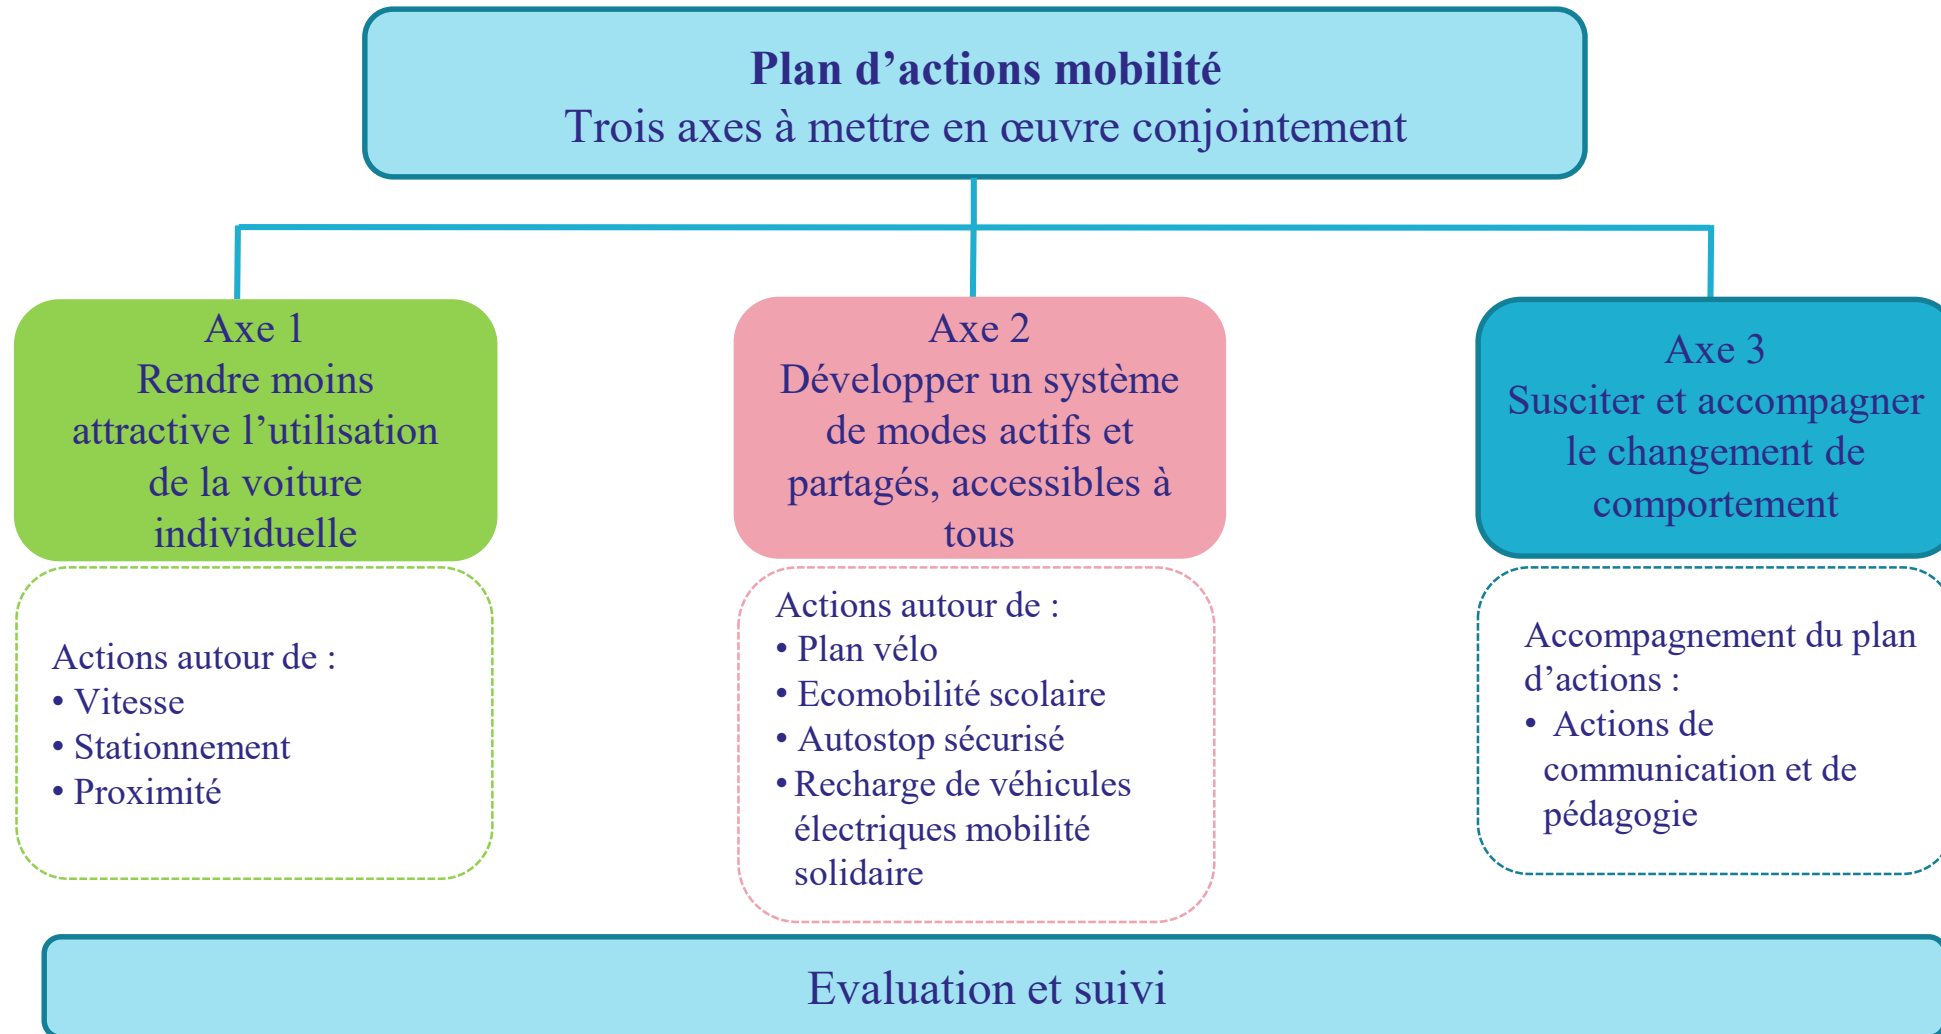 Plan d’actions mobilité
Trois axes à mettre en œuvre conjointement
Axe 1
Rendre moins
attractive l’utilisation
de la voiture
individuelle
Actions autour de :
• Vitesse
• Stationnement
• Proximité
Axe 2
Développer un système
de modes actifs et
partagés, accessibles à
tous
Actions autour de :
• Plan vélo
• Ecomobilité scolaire
• Autostop sécurisé
• Recharge de véhicules
électriques mobilité
solidaire
Axe 3
Susciter et accompagner
le changement de
comportement
Accompagnement du plan
d’actions :
• Actions de
communication et de
pédagogie
Evaluation et suivi